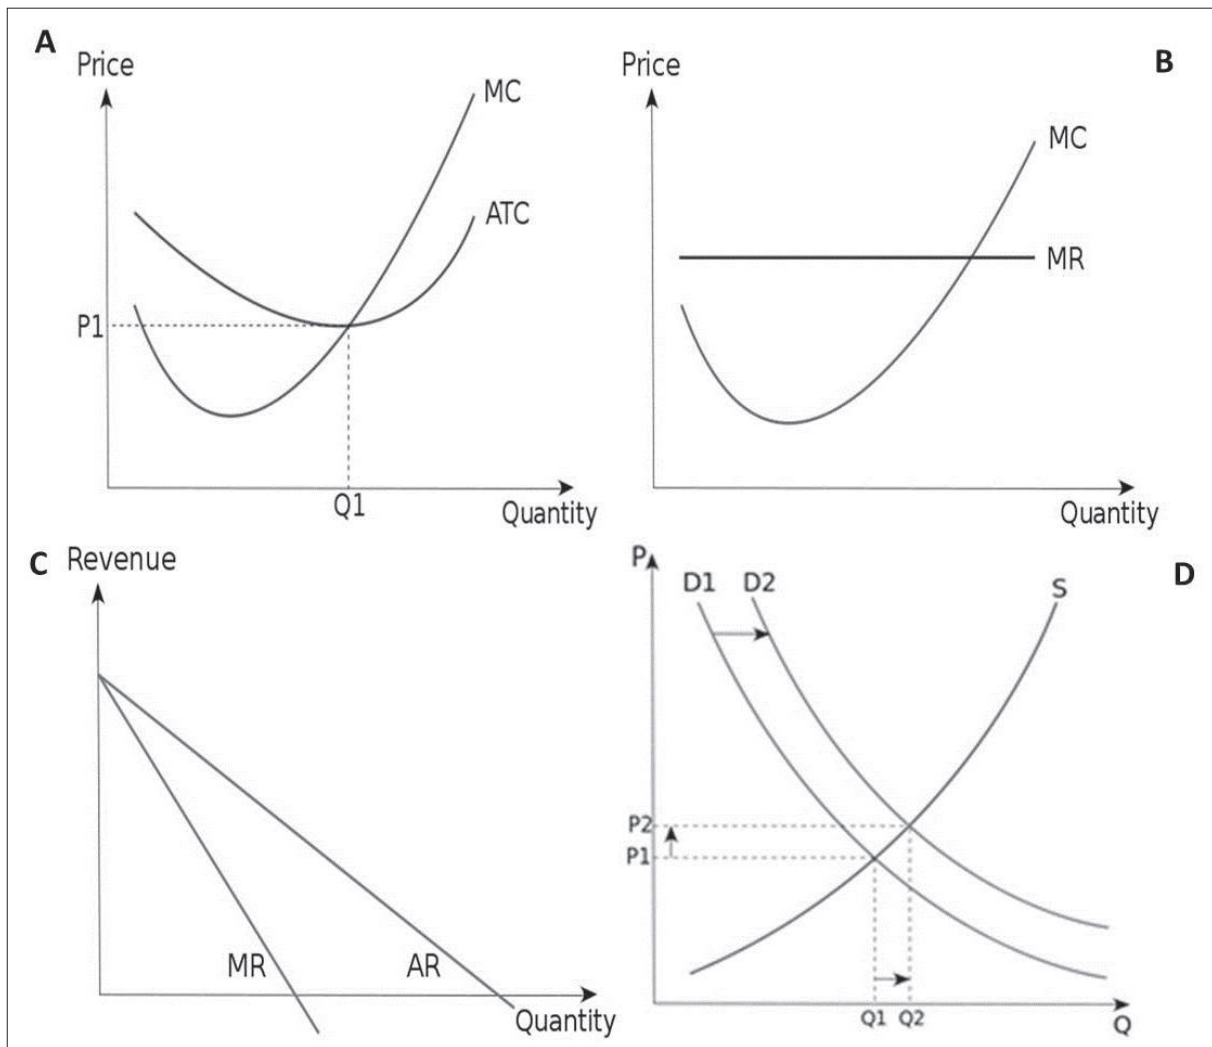 A
Price
MC
ATC
P1
Q1
Quantity
B
Price
MC
MR
Quantity
C
Revenue
MR
AR
Quantity
D
P
D1 D2
S
P2
P1
Q1 Q2
Q